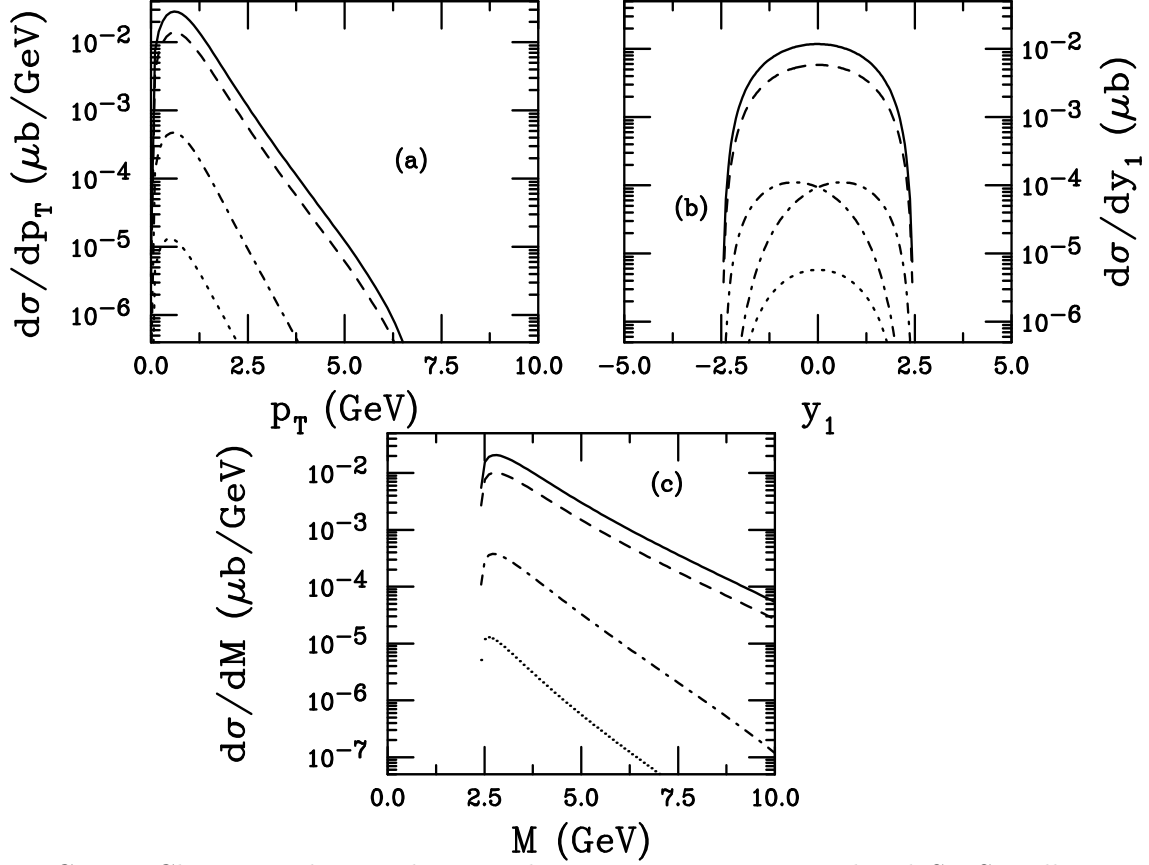 dσ/dp_T (μb/GeV)
10^-2
10^-3
10^-4
10^-5
10^-6
(a)
0.0 2.5 5.0 7.5 10.0
p_T (GeV)
(b)
10^-2
10^-3
10^-4
10^-5
10^-6
dσ/dy_1 (μb)
-5.0 -2.5 0.0 2.5 5.0
y_1
dσ/dM (μb/GeV)
10^-2
10^-3
10^-4
10^-5
10^-6
10^-7
(c)
0.0 2.5 5.0 7.5 10.0
M (GeV)